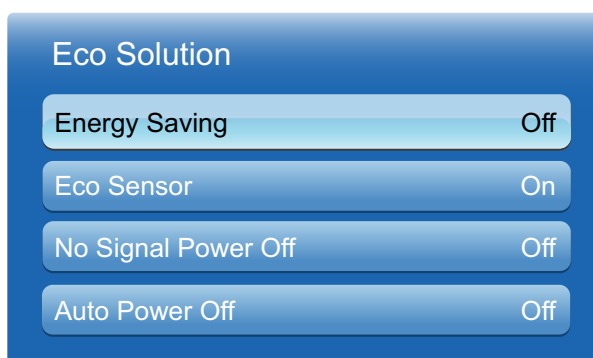 Eco Solution
Energy Saving Off
Eco Sensor On
No Signal Power Off Off
Auto Power Off Off